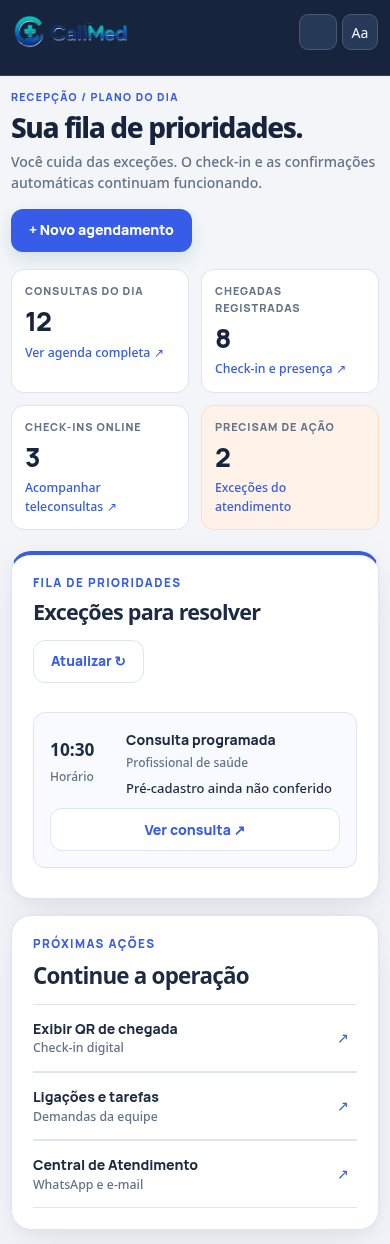 CallMed
Aa
RECEPÇÃO / PLANO DO DIA
Sua fila de prioridades.
Você cuida das exceções. O check-in e as confirmações
automáticas continuam funcionando.
+ Novo agendamento
CONSULTAS DO DIA
12
Ver agenda completa ↗
CHEGADAS
REGISTRADAS
8
Check-in e presença ↗
CHECK-INS ONLINE
3
Acompanhar
teleconsultas ↗
PRECISAM DE AÇÃO
2
Exceções do
atendimento
FILA DE PRIORIDADES
Exceções para resolver
Atualizar ↻
10:30
Horário
Consulta programada
Profissional de saúde
Pré-cadastro ainda não conferido
Ver consulta ↗
PRÓXIMAS AÇÕES
Continue a operação
Exibir QR de chegada
Check-in digital
↗
Ligações e tarefas
Demandas da equipe
↗
Central de Atendimento
WhatsApp e e-mail
↗